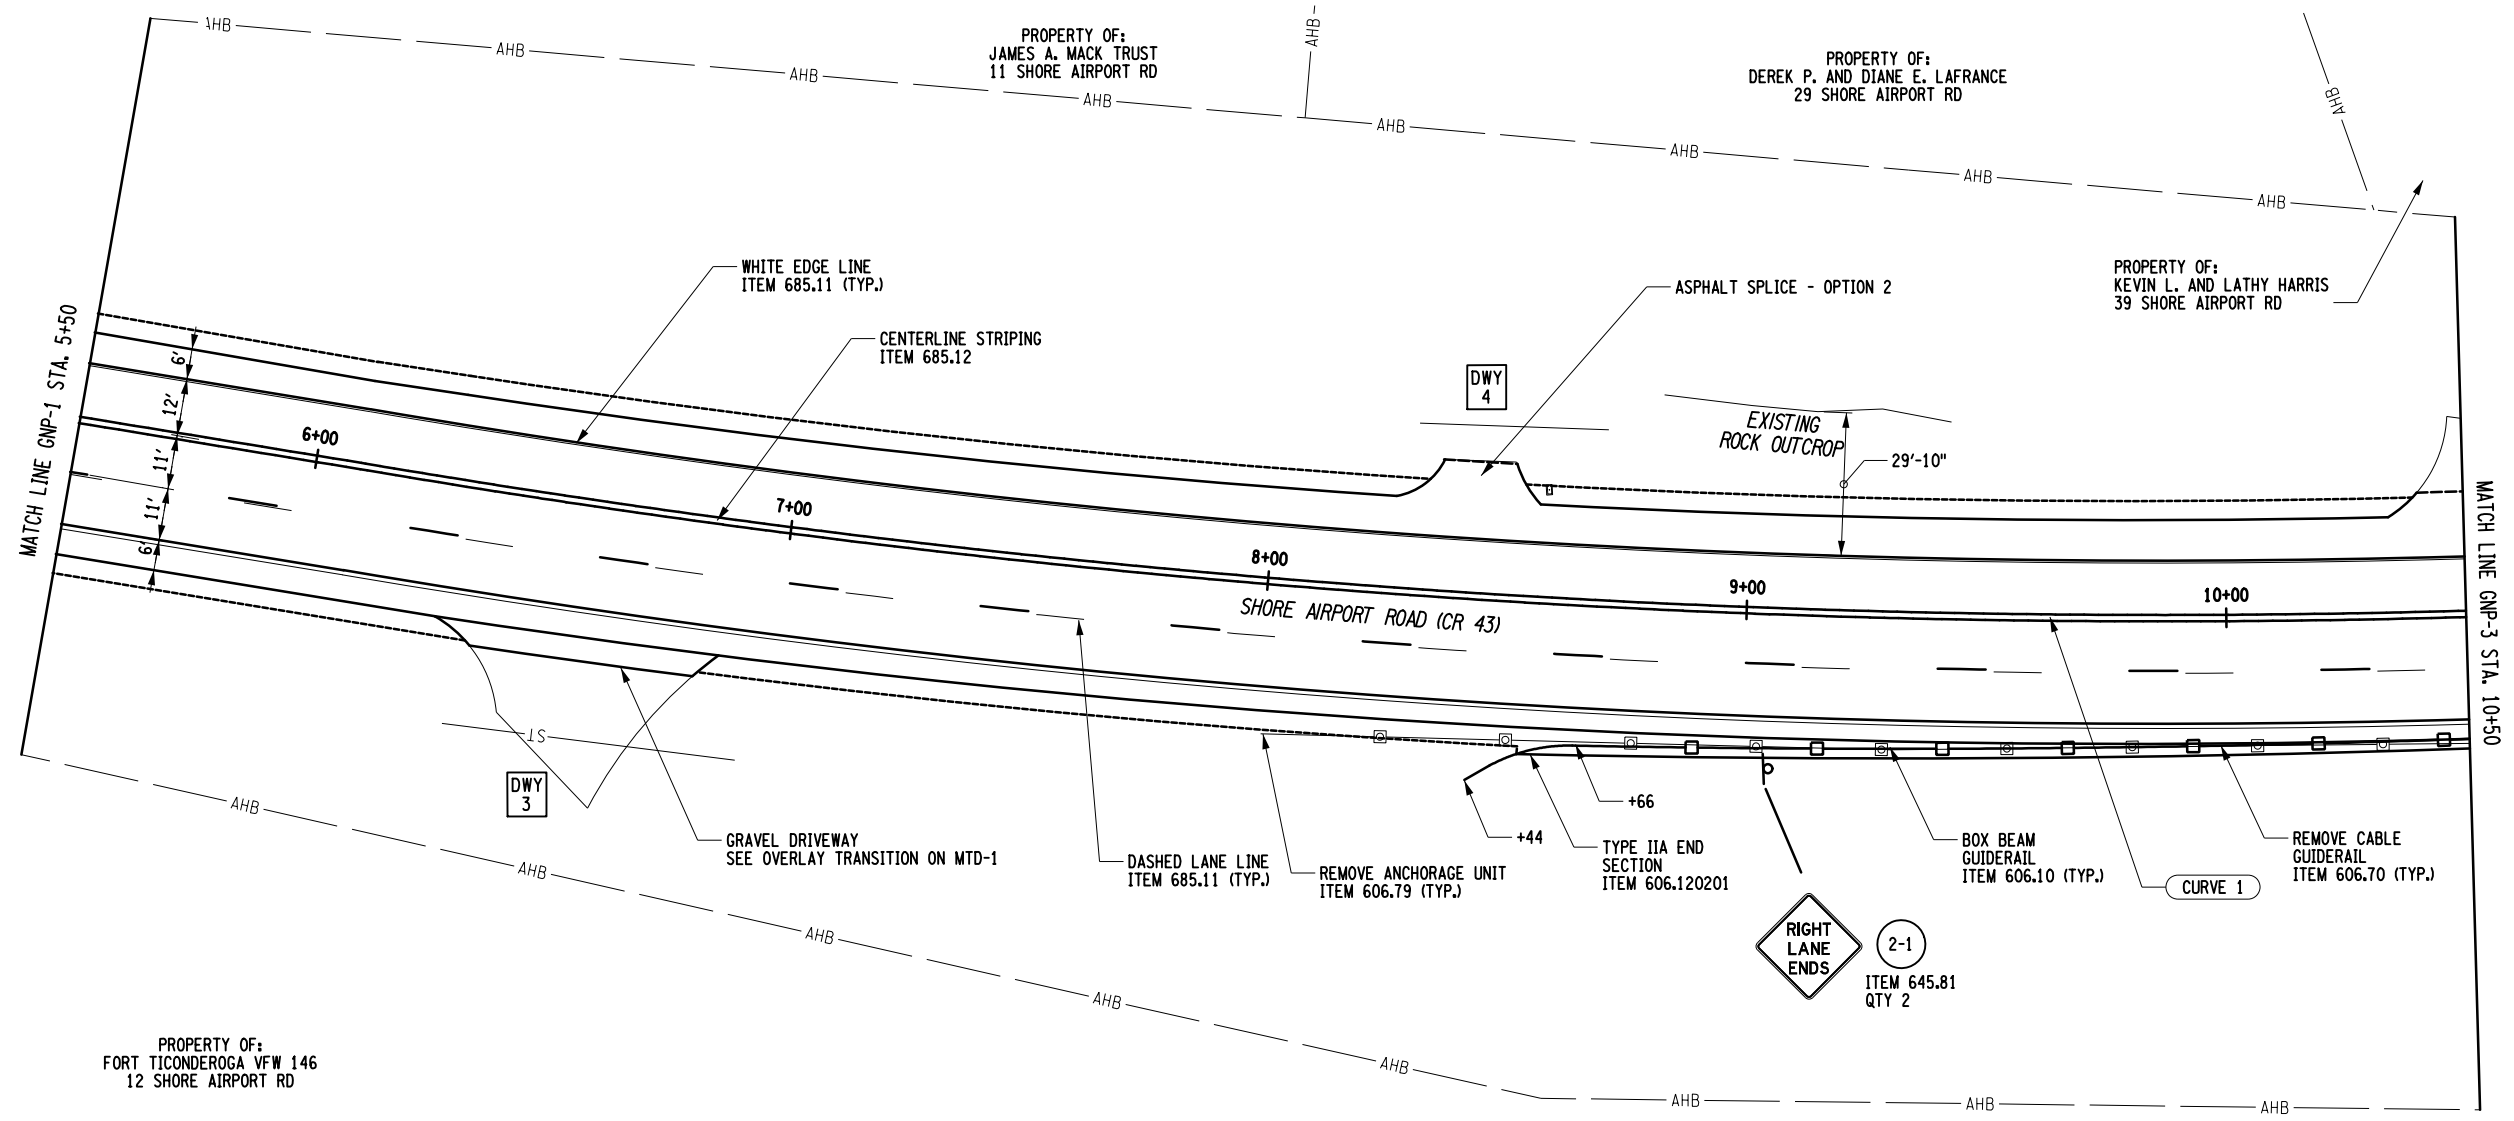 AHB
AHB
AHB
AHB
AHB
AHB
AHB
AHB
AHB
AHB
PROPERTY OF:
JAMES A. MACK TRUST
11 SHORE AIRPORT RD
PROPERTY OF:
DEREK P. AND DIANE E. LAFRANCE
29 SHORE AIRPORT RD
PROPERTY OF:
KEVIN L. AND LATHY HARRIS
39 SHORE AIRPORT RD
WHITE EDGE LINE
ITEM 685.11 (TYP.)
CENTERLINE STRIPING
ITEM 685.12
ASPHALT SPLICE - OPTION 2
DWY
4
EXISTING
ROCK OUTCROP
29'-10"
MATCH LINE GNP-1 STA. 5+50
6'
12'
11'
11'
6'
6+00
7+00
8+00
9+00
10+00
SHORE AIRPORT ROAD (CR 43)
MATCH LINE GNP-3 STA. 10+50
ST
DWY
3
GRAVEL DRIVEWAY
SEE OVERLAY TRANSITION ON MTD-1
DASHED LANE LINE
ITEM 685.11 (TYP.)
REMOVE ANCHORAGE UNIT
ITEM 606.79 (TYP.)
+44
+66
TYPE IIA END
SECTION
ITEM 606.120201
BOX BEAM
GUIDERAIL
ITEM 606.10 (TYP.)
CURVE 1
REMOVE CABLE
GUIDERAIL
ITEM 606.70 (TYP.)
RIGHT
LANE
ENDS
2-1
ITEM 645.81
QTY 2
AHB
AHB
AHB
AHB
AHB
AHB
AHB
AHB
PROPERTY OF:
FORT TICONDEROGA VFW 146
12 SHORE AIRPORT RD